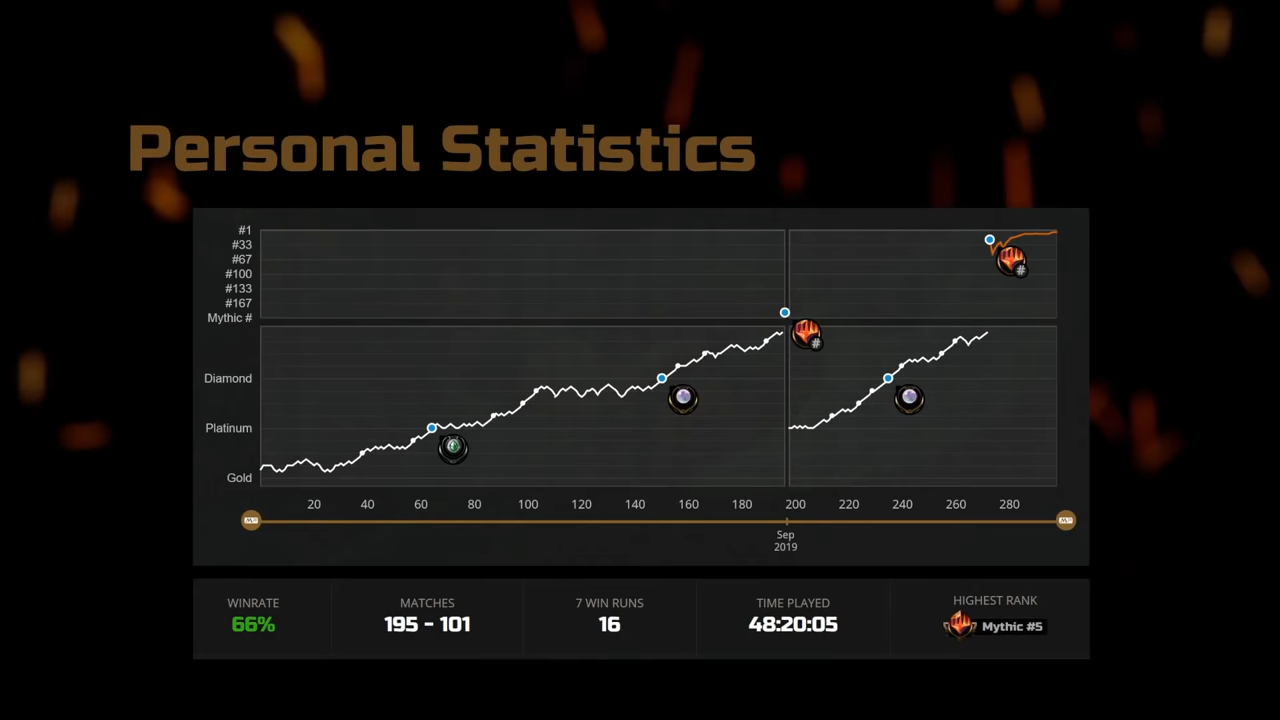 Personal Statistics
#1
#33
#67
#100
#133
#167
Mythic #
#
#
Diamond
Platinum
Gold
20 40 60 80 100 120 140 160 180 200 220 240 260 280
Sep
2019
WINRATE MATCHES 7 WIN RUNS TIME PLAYED HIGHEST RANK
66% 195 - 101 16 48:20:05 Mythic #5